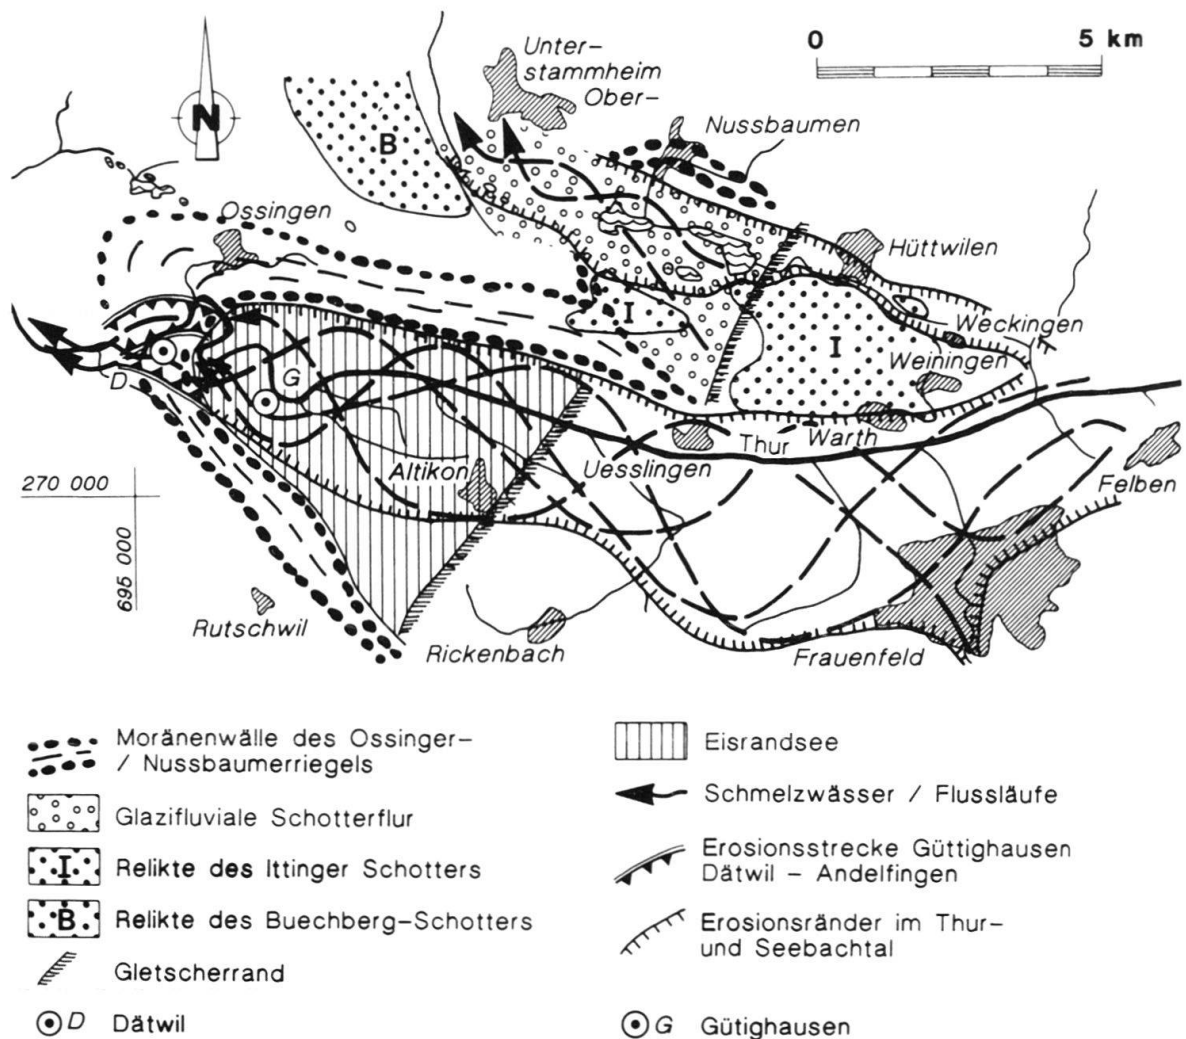 0 5 km
N
Unter-
stammheim
Ober-
Nussbaumen
B
Ossingen
Hüttwilen
I
I
Weckingen
Weiningen
D
G
Thur
Warth
Altikon
Uesslingen
Felben
270 000
695 000
Rutschwil
Rickenbach
Frauenfeld
Moränenwälle des Ossinger-
/ Nussbaumerriegels
Glazifluviale Schotterflur
I Relikte des Ittinger Schotters
B Relikte des Buechberg-Schotters
Gletscherrand
D Dätwil
Eisrandsee
Schmelzwässer / Flussläufe
Erosionsstrecke Güttighausen
Dätwil - Andelfingen
Erosionsränder im Thur-
und Seebachtal
G Gütighausen